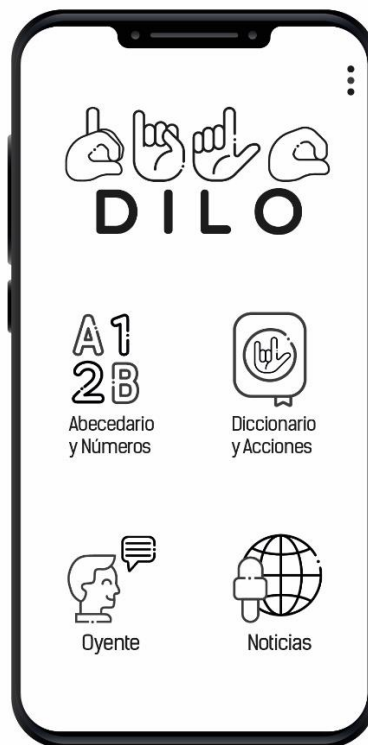 DILO
A1
2B
Abecedario
y Números
Diccionario
y Acciones
Oyente
Noticias